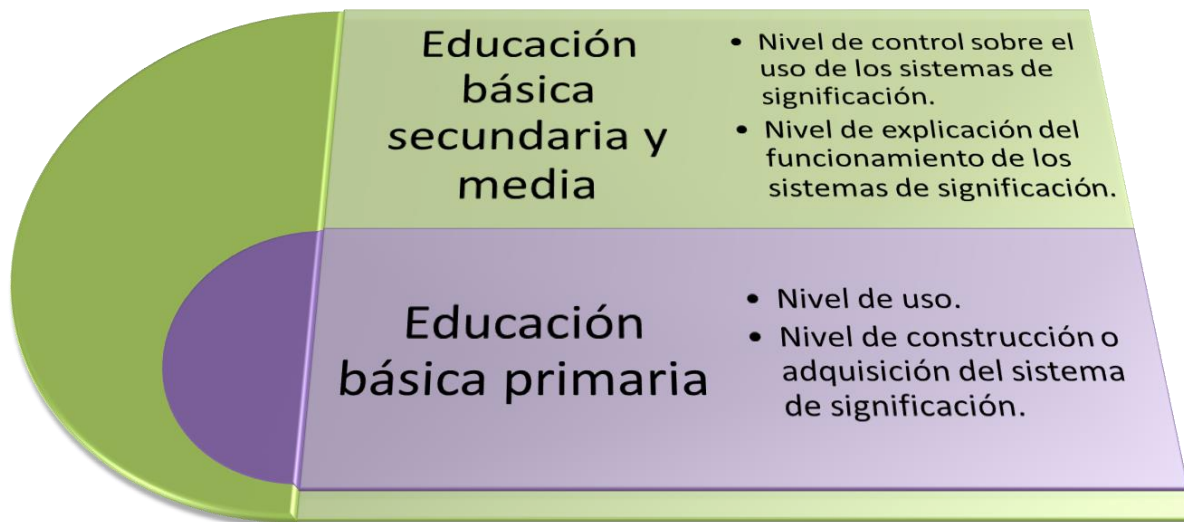 Educación
básica
secundaria y
media
• Nivel de control sobre el
uso de los sistemas de
significación.
• Nivel de explicación del
funcionamiento de los
sistemas de significación.
Educación
básica primaria
• Nivel de uso.
• Nivel de construcción o
adquisición del sistema
de significación.